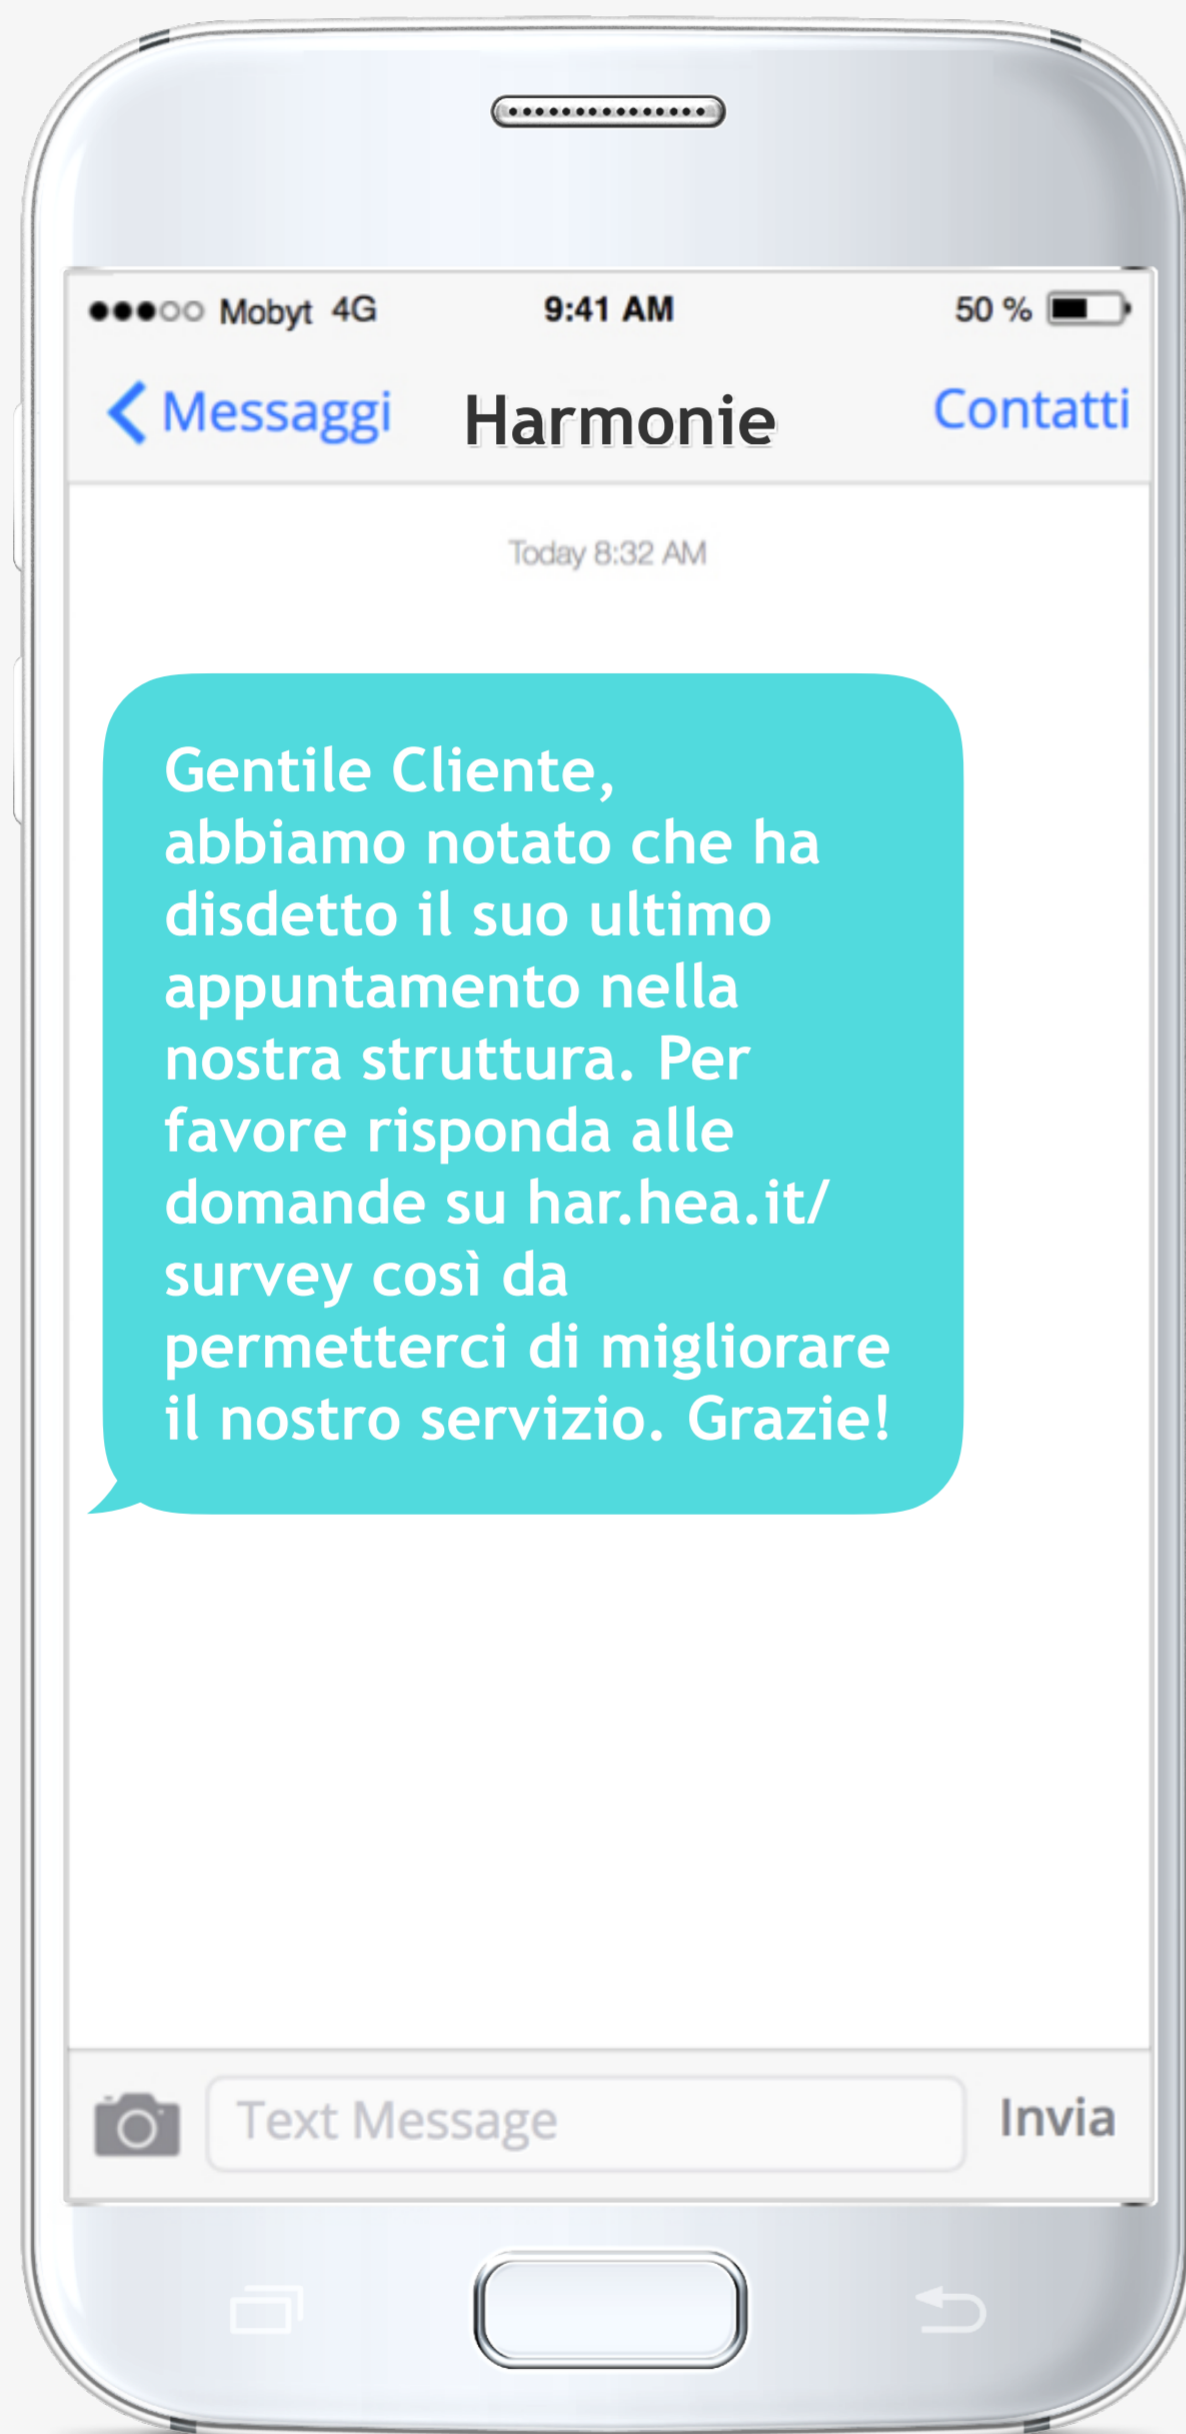 Mobyt 4G 9:41 AM 50 %
Messaggi Harmonie Contatti
Today 8:32 AM
Gentile Cliente,
abbiamo notato che ha
disdetto il suo ultimo
appuntamento nella
nostra struttura. Per
favore risponda alle
domande su har.hea.it/
survey così da
permetterci di migliorare
il nostro servizio. Grazie!
Text Message Invia